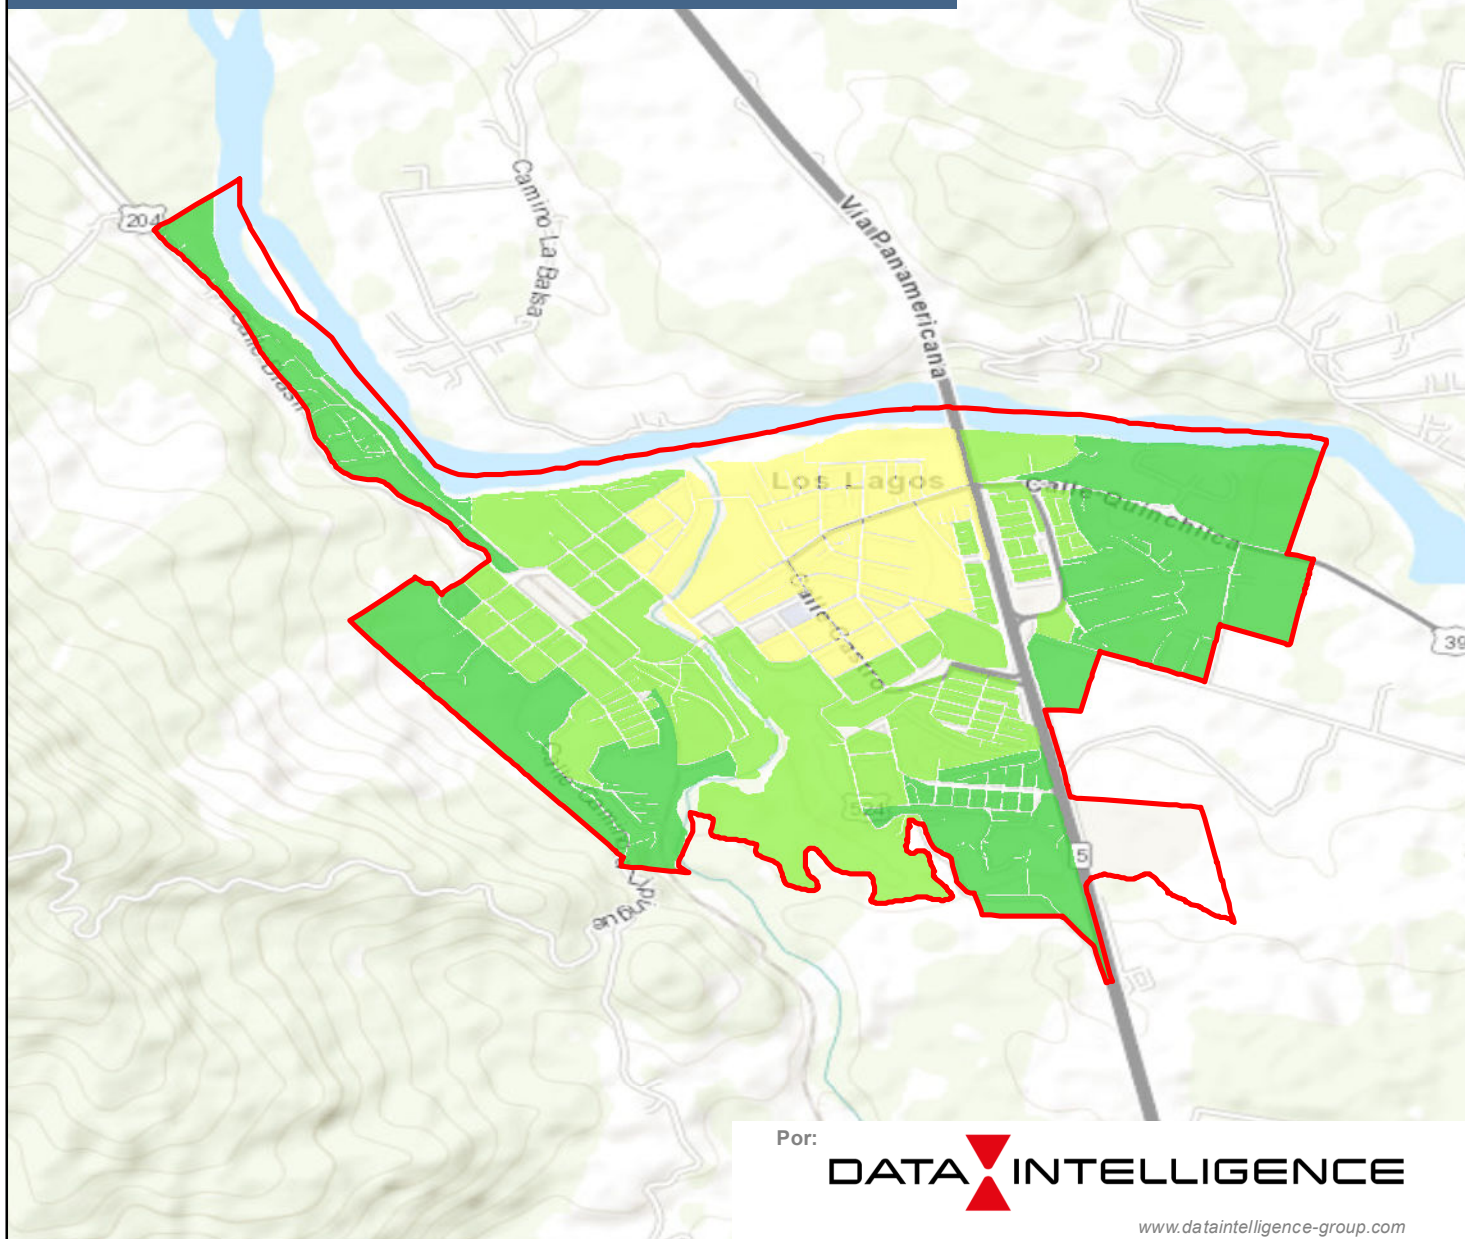 204
Camino La Balsa
Vía Panamericana
Los Lagos
Calle Quinchilca
Calle Castro
39
524
5
Por:
DATA INTELLIGENCE
www.dataintelligence-group.com